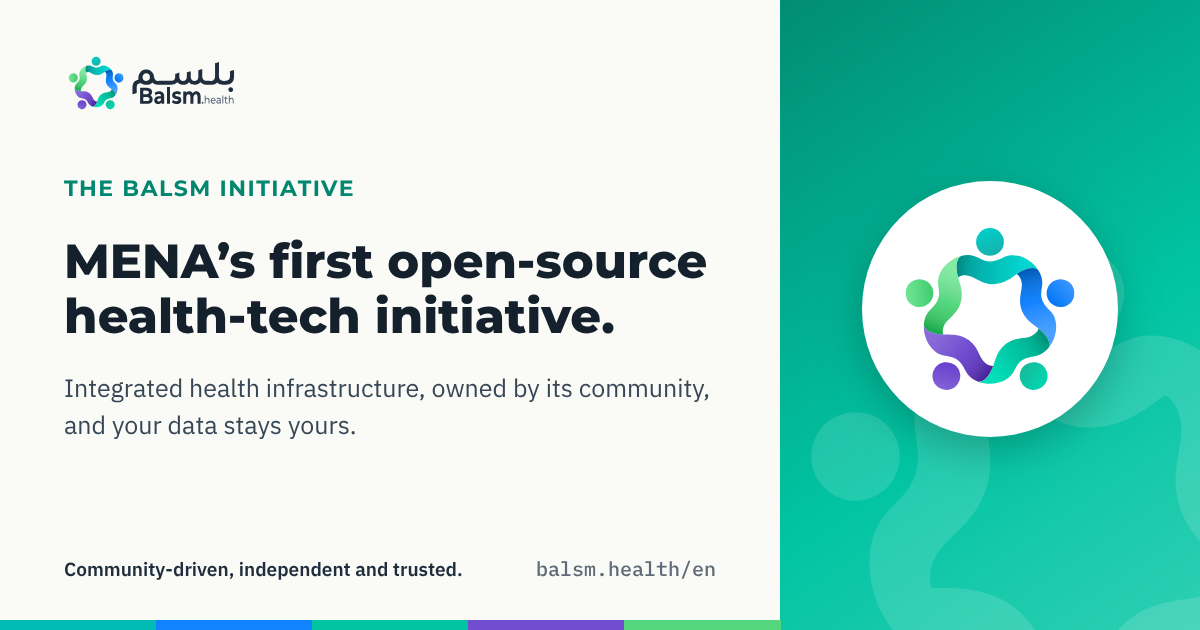 بلسم
Balsm.health
THE BALSM INITIATIVE
MENA’s first open-source
health-tech initiative.
Integrated health infrastructure, owned by its community,
and your data stays yours.
Community-driven, independent and trusted.
balsm.health/en